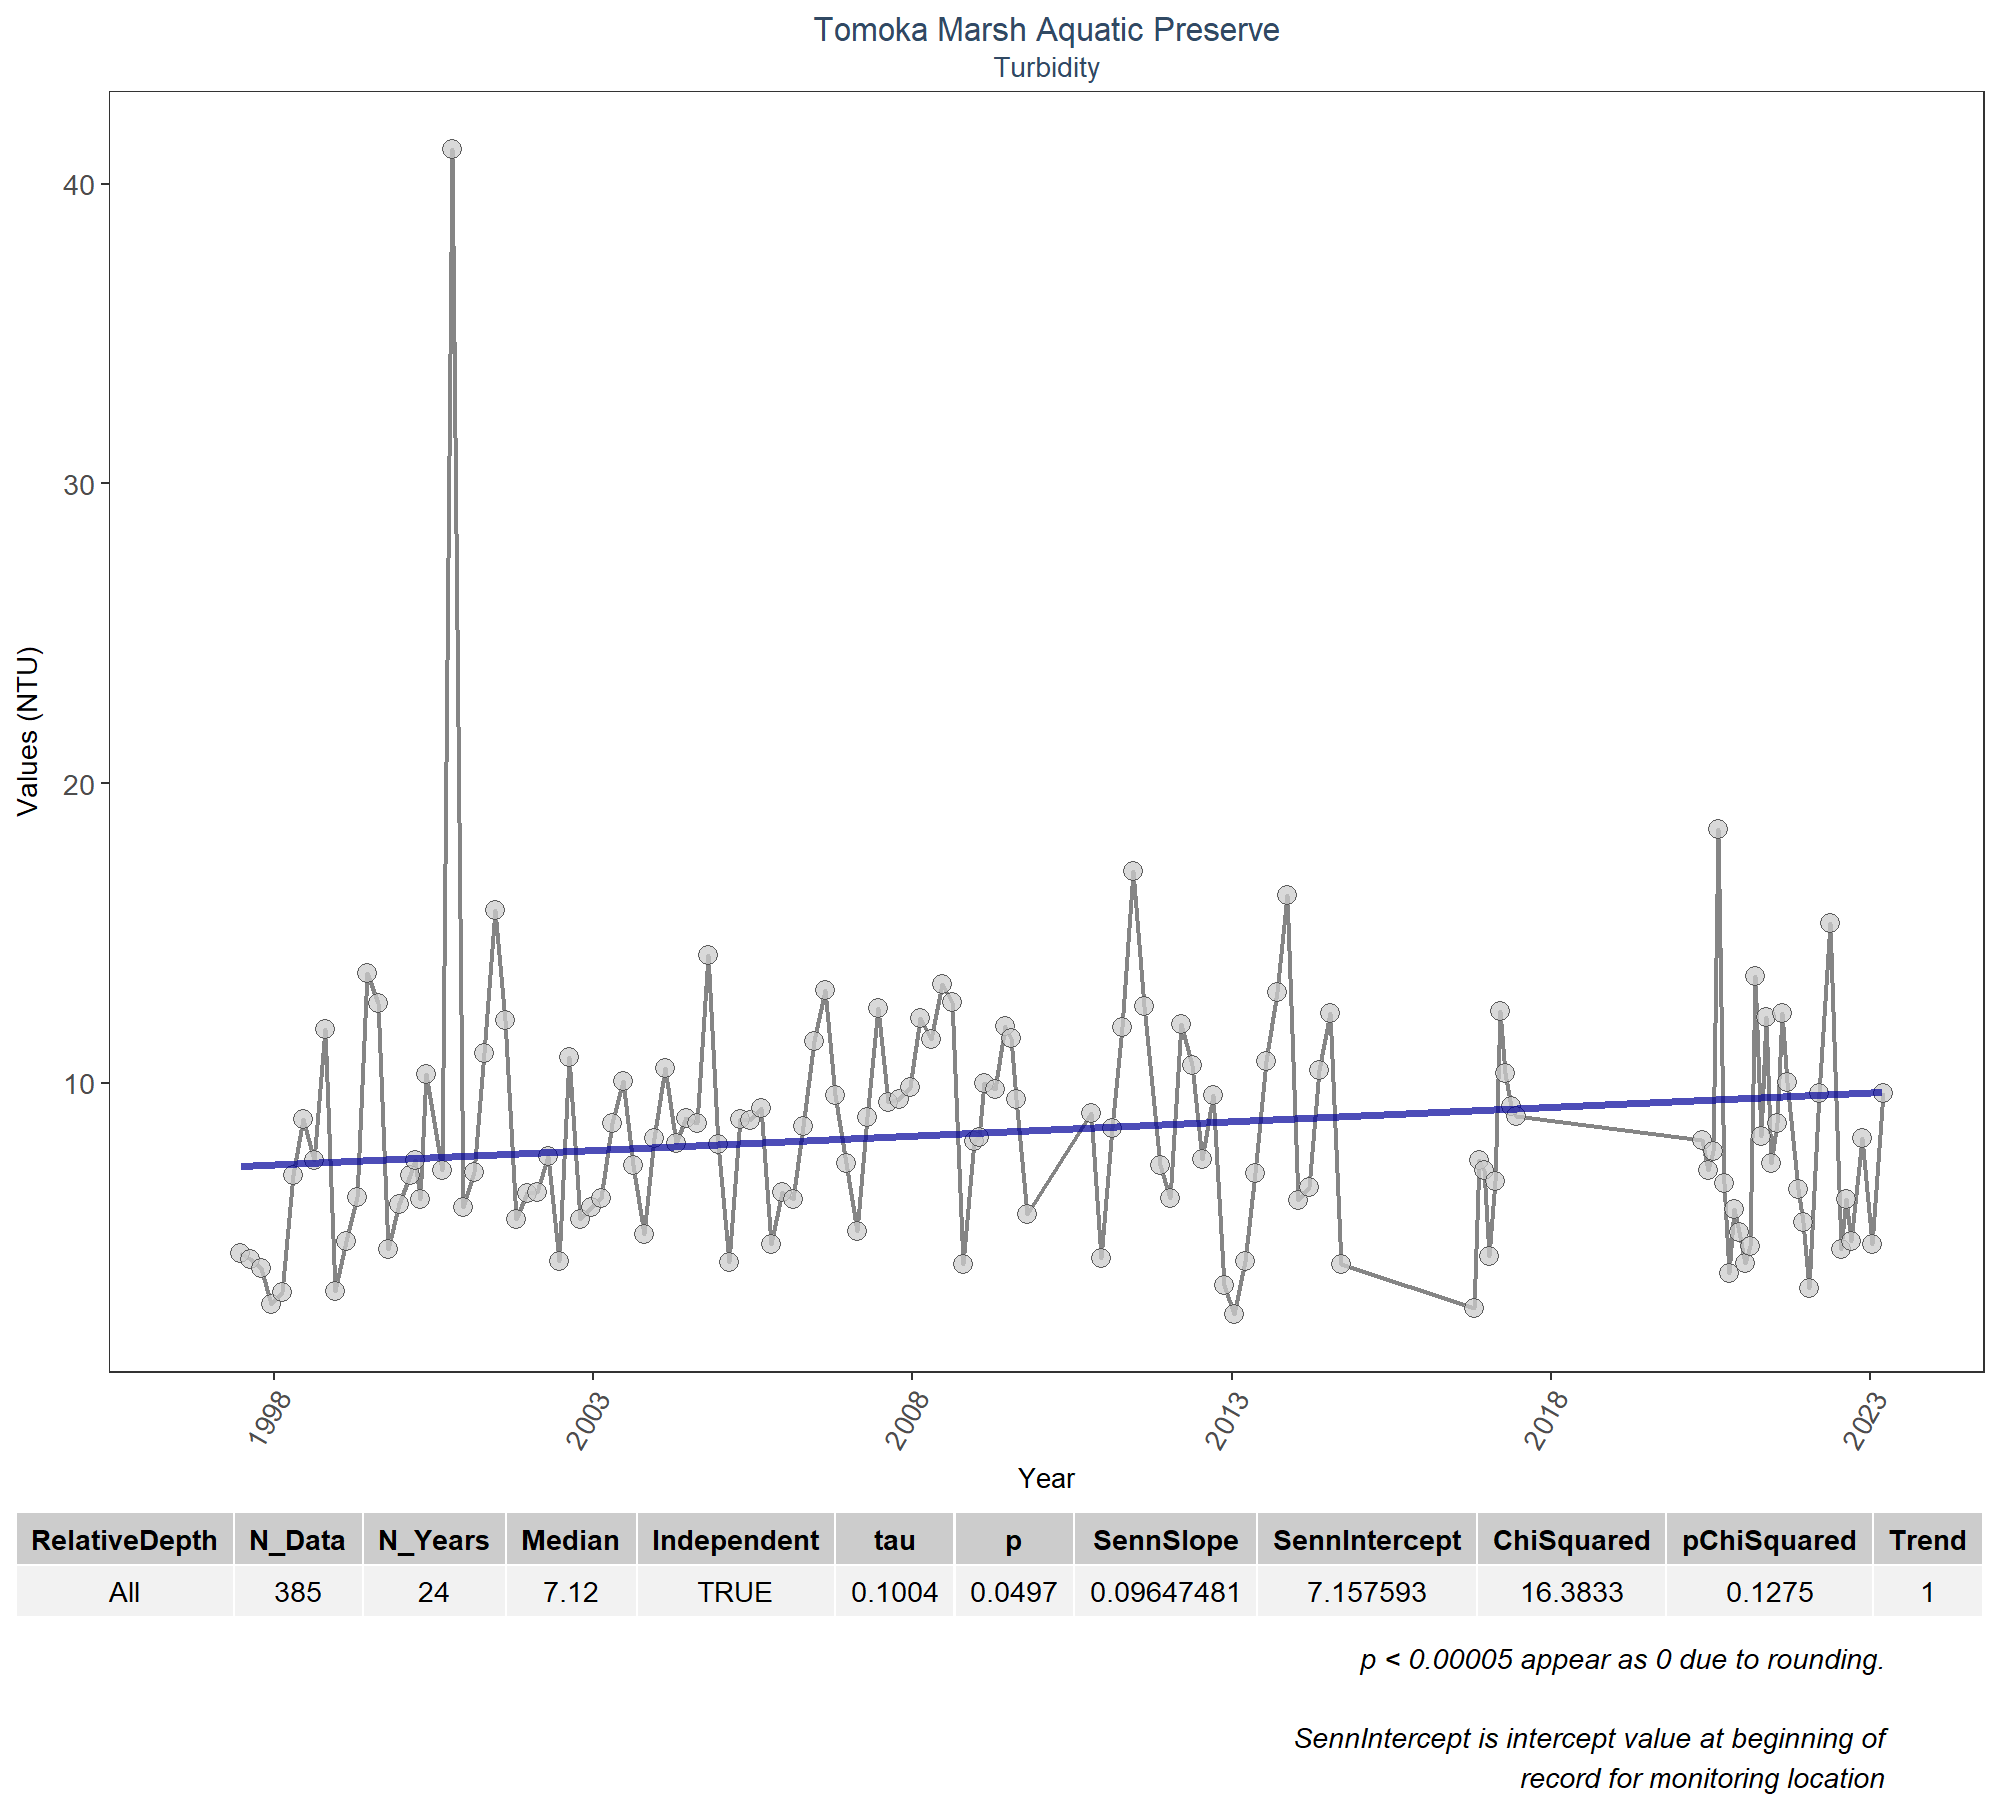 Tomoka Marsh Aquatic Preserve
Turbidity
40
30
20
10
Values (NTU)
1998
2003
2008
2013
2018
2023
Year
RelativeDepth N_Data N_Years Median Independent tau p SennSlope SennIntercept ChiSquared pChiSquared Trend
All 385 24 7.12 TRUE 0.1004 0.0497 0.09647481 7.157593 16.3833 0.1275 1
p < 0.00005 appear as 0 due to rounding.
SennIntercept is intercept value at beginning of
record for monitoring location